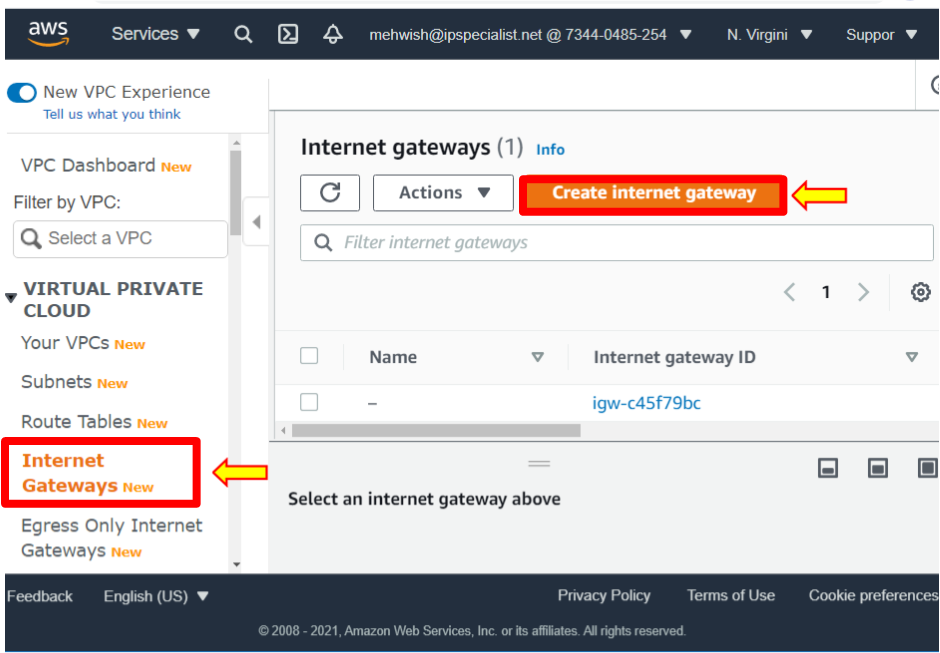 aws Services mehwish@ipspecialist.net @ 7344-0485-254 N. Virgini Suppor
New VPC Experience
Tell us what you think
VPC Dashboard New
Filter by VPC:
Select a VPC
VIRTUAL PRIVATE
CLOUD
Your VPCs New
Subnets New
Route Tables New
Internet
Gateways New
Egress Only Internet
Gateways New
Internet gateways (1) Info
Actions Create internet gateway
Filter internet gateways
1
Name Internet gateway ID
– igw-c45f79bc
Select an internet gateway above
Feedback English (US) Privacy Policy Terms of Use Cookie preferences
© 2008 - 2021, Amazon Web Services, Inc. or its affiliates. All rights reserved.